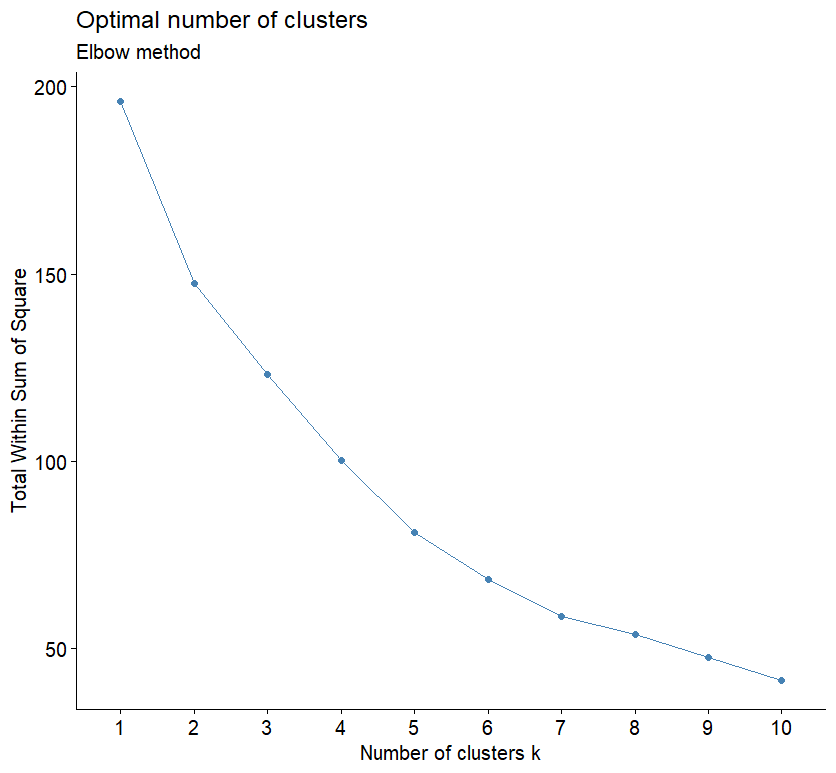 Optimal number of clusters
Elbow method
Total Within Sum of Square
200
150
100
50
1 2 3 4 5 6 7 8 9 10
Number of clusters k